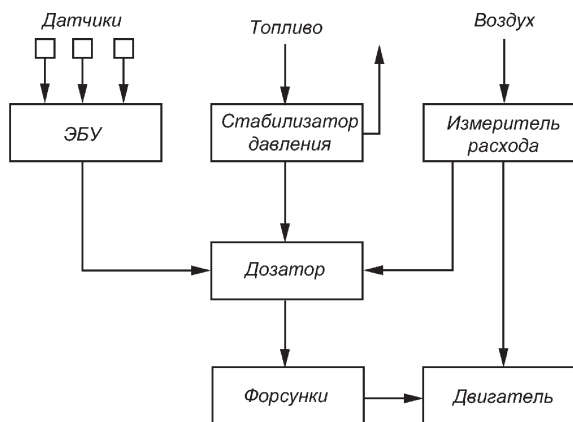 Датчики
Топливо
Воздух
ЭБУ
Стабилизатор
давления
Измеритель
расхода
Дозатор
Форсунки
Двигатель